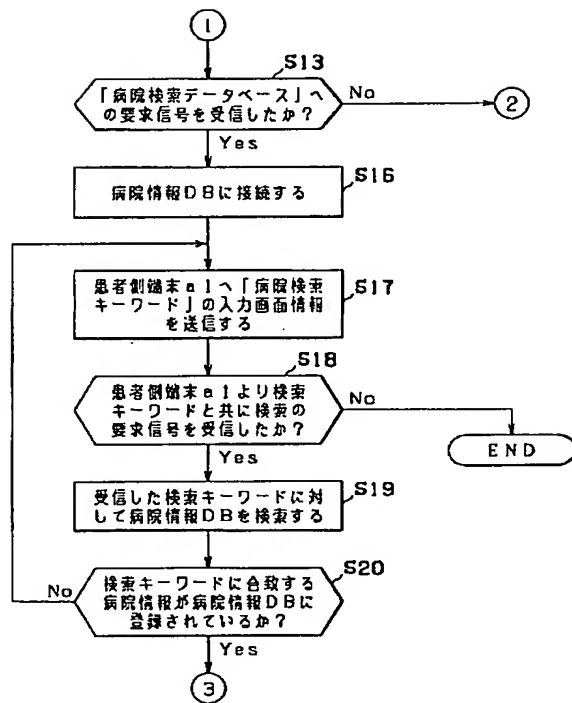 1
S13
「病院検索データベース」へ
の要求信号を受信したか?
No
2
Yes
S16
病院情報DBに接続する
S17
患者側端末a1へ「病院検索
キーワード」の入力画面情報
を送信する
S18
患者側端末a1より検索
キーワードと共に検索の
要求信号を受信したか?
No
END
Yes
S19
受信した検索キーワードに対
して病院情報DBを検索する
S20
検索キーワードに合致する
病院情報が病院情報DBに
登録されているか?
No
Yes
3